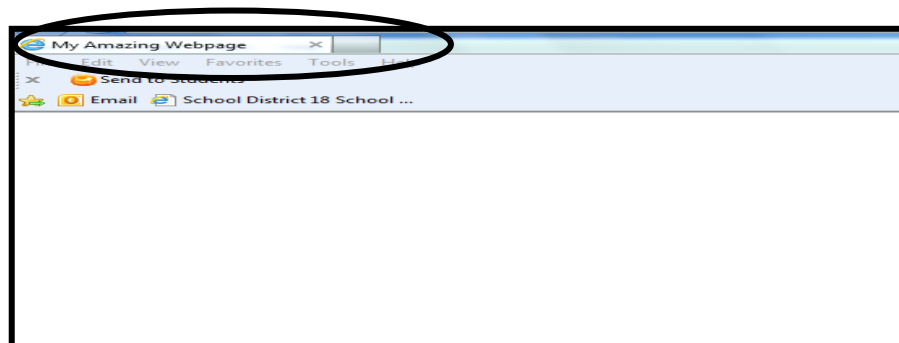 My Amazing Webpage
Edit View Favorites Tools
Send to Students
Email School District 18 School ...